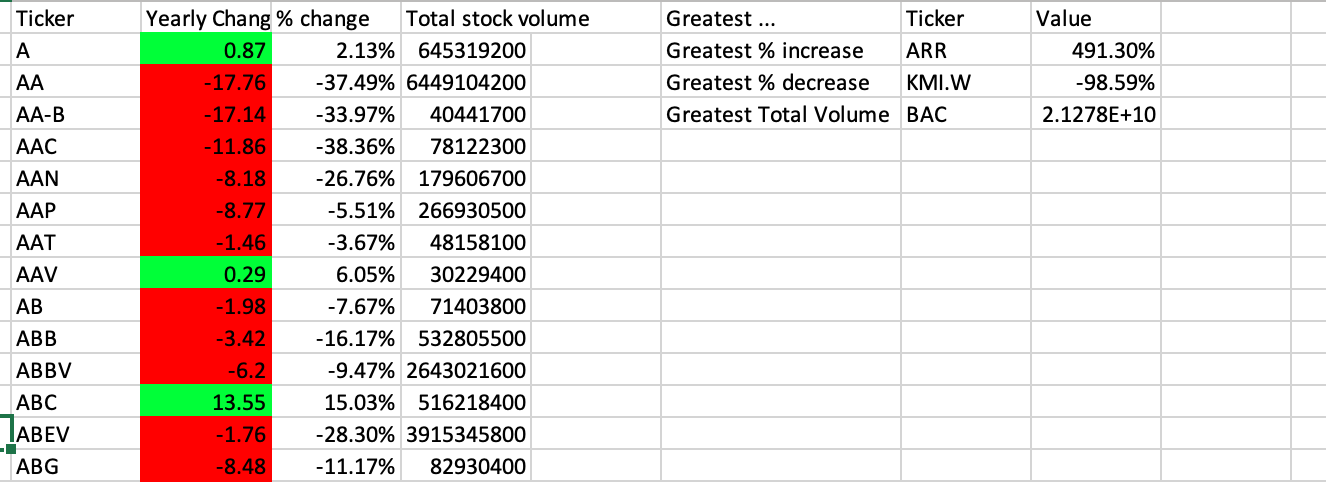 Ticker Yearly Chang % change Total stock volume Greatest ... Ticker Value
A 0.87 2.13% 645319200 Greatest % increase ARR 491.30%
AA -17.76 -37.49% 6449104200 Greatest % decrease KMI.W -98.59%
AA-B -17.14 -33.97% 40441700 Greatest Total Volume BAC 2.1278E+10
AAC -11.86 -38.36% 78122300
AAN -8.18 -26.76% 179606700
AAP -8.77 -5.51% 266930500
AAT -1.46 -3.67% 48158100
AAV 0.29 6.05% 30229400
AB -1.98 -7.67% 71403800
ABB -3.42 -16.17% 532805500
ABBV -6.2 -9.47% 2643021600
ABC 13.55 15.03% 516218400
ABEV -1.76 -28.30% 3915345800
ABG -8.48 -11.17% 82930400